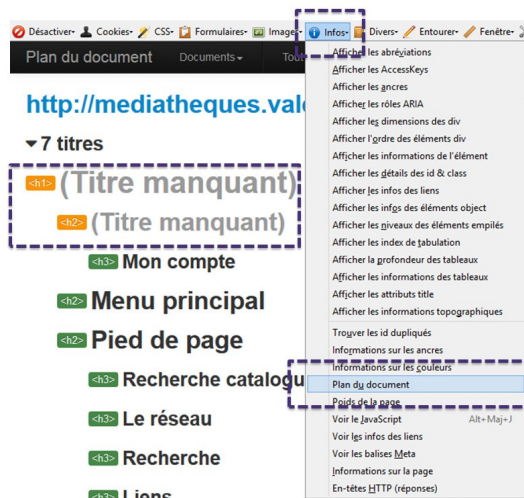 Désactiver Cookies CSS Formulaires Images Infos Divers Entourer Fenêtre
Plan du document Documents Tout
http://mediatheques.val
7 titres
<h1> (Titre manquant)
<h2> (Titre manquant)
<h3> Mon compte
<h2> Menu principal
<h2> Pied de page
<h3> Recherche catalogu
<h3> Le réseau
<h3> Recherche
<h3> Liens
Afficher les abréviations
Afficher les AccessKeys
Afficher les ancres
Afficher les rôles ARIA
Afficher les dimensions des div
Afficher l'ordre des éléments div
Afficher les informations de l'élément
Afficher les détails des id & class
Afficher les infos des liens
Afficher les infos des éléments object
Afficher les niveaux des éléments empilés
Afficher les index de tabulation
Afficher la profondeur des tableaux
Afficher les informations des tableaux
Afficher les attributs title
Afficher les informations topographiques
Trouver les id dupliqués
Informations sur les ancres
Informations sur les couleurs
Plan du document
Poids de la page
Voir le JavaScript Alt+Maj+J
Voir les infos des liens
Voir les balises Meta
Informations sur la page
En-têtes HTTP (réponses)